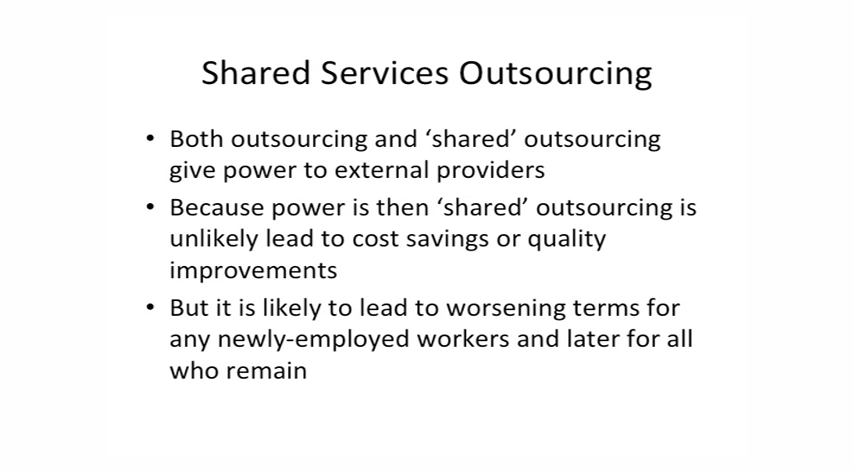 Shared Services Outsourcing
• Both outsourcing and ‘shared’ outsourcing
give power to external providers
• Because power is then ‘shared’ outsourcing is
unlikely lead to cost savings or quality
improvements
• But it is likely to lead to worsening terms for
any newly-employed workers and later for all
who remain